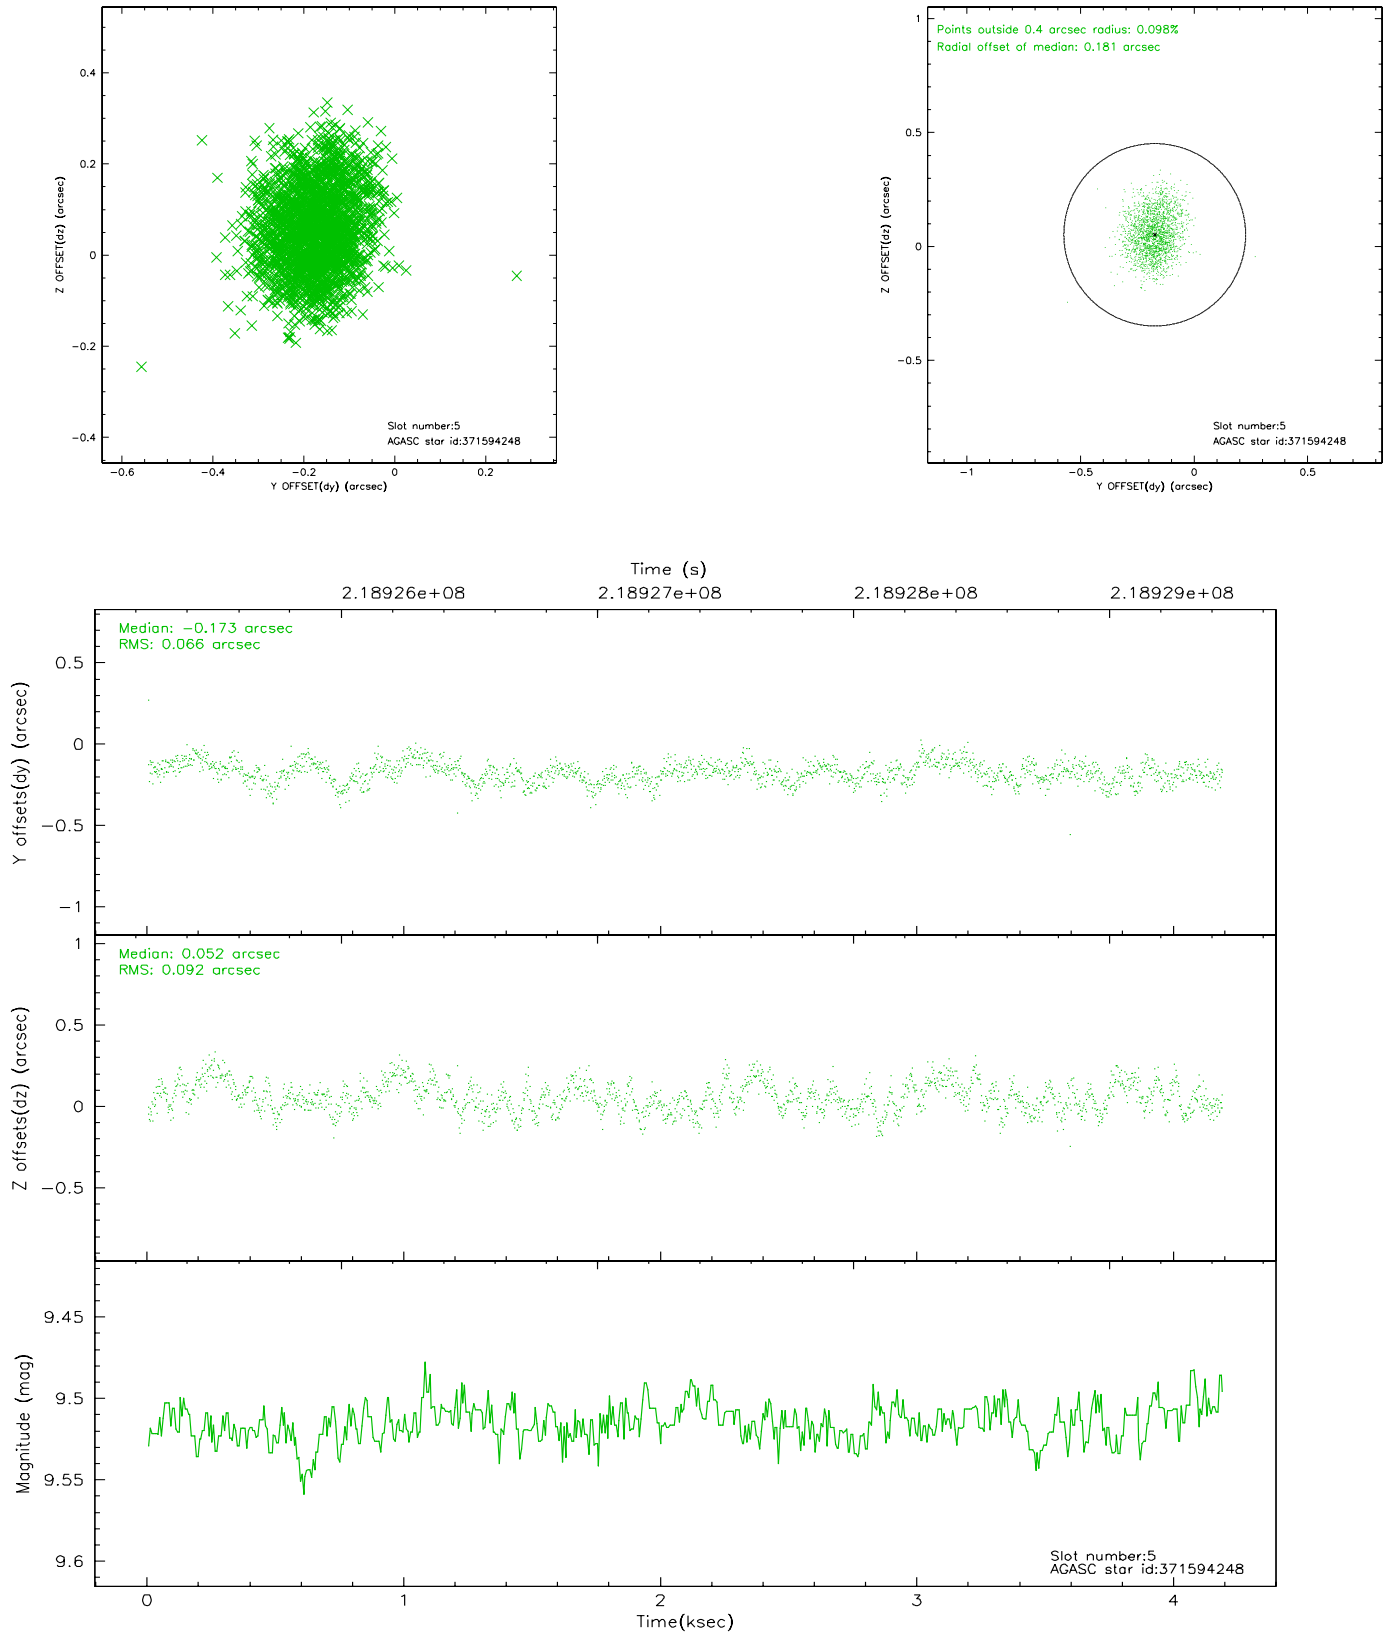 0.4
0.2
0
−0.2
−0.4
Z OFFSET(dz) (arcsec)
Slot number:5
AGASC star id:371594248
−0.6 −0.4 −0.2 0 0.2
Y OFFSET(dy) (arcsec)
Points outside 0.4 arcsec radius: 0.098%
Radial offset of median: 0.181 arcsec
1
0.5
0
−0.5
Z OFFSET(dz) (arcsec)
Slot number:5
AGASC star id:371594248
−1 −0.5 0 0.5
Y OFFSET(dy) (arcsec)
Time (s)
2.18926e+08 2.18927e+08 2.18928e+08 2.18929e+08
Median: −0.173 arcsec
RMS: 0.066 arcsec
0.5
0
−0.5
−1
Y offsets(dy) (arcsec)
Median: 0.052 arcsec
RMS: 0.092 arcsec
1
0.5
0
−0.5
Z offsets(dz) (arcsec)
9.45
9.5
9.55
9.6
Magnitude (mag)
Slot number:5
AGASC star id:371594248
0 1 2 3 4
Time(ksec)